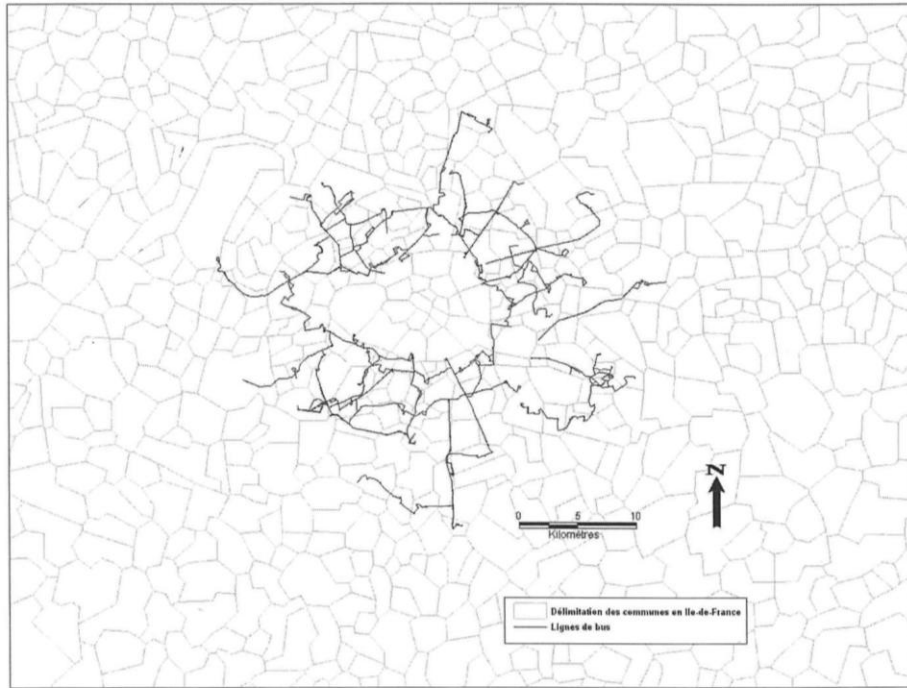 N
0 5 10
Kilomètres
Délimitation des communes en Ile-de-France
Lignes de bus